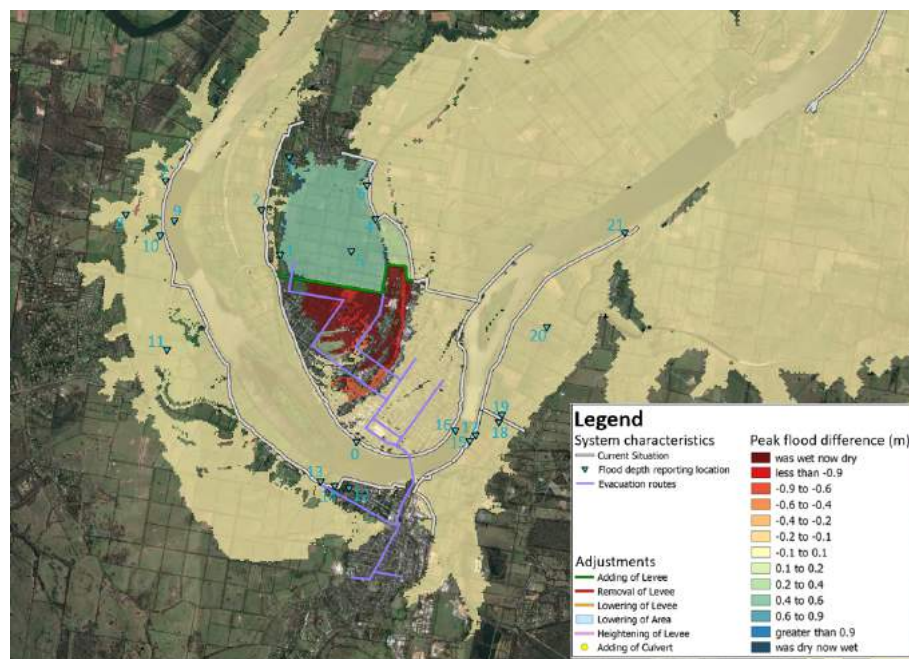 2
9
8
10
4
21
20
11
19
16
17
18
15
0
13
12
Legend
System characteristics
Current Situation
Flood depth reporting location
Evacuation routes
Adjustments
Adding of Levee
Removal of Levee
Lowering of Levee
Lowering of Area
Heightening of Levee
Adding of Culvert
Peak flood difference (m)
was wet now dry
less than -0.9
-0.9 to -0.6
-0.6 to -0.4
-0.4 to -0.2
-0.2 to -0.1
-0.1 to 0.1
0.1 to 0.2
0.2 to 0.4
0.4 to 0.6
0.6 to 0.9
greater than 0.9
was dry now wet